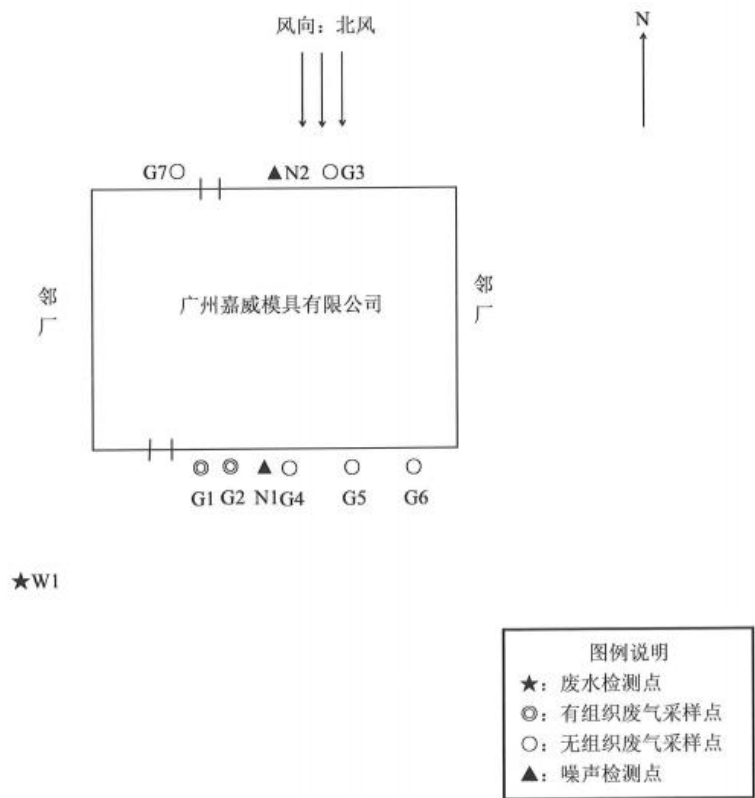 风向：北风
N
G7○
▲N2
○G3
邻厂
广州嘉威模具有限公司
邻厂
G1
G2
N1
G4
G5
G6
★W1
图例说明
★：废水检测点
◎：有组织废气采样点
○：无组织废气采样点
▲：噪声检测点